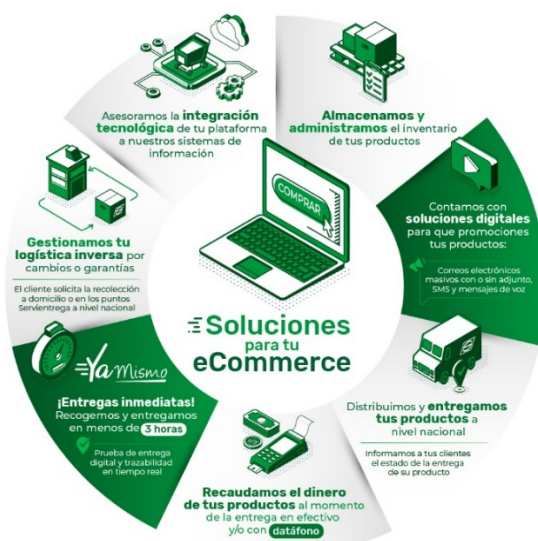 Asesoramos la integración
tecnológica de tu plataforma
a nuestros sistemas de
información
Almacenamos y
administramos el inventario
de tus productos
Contamos con
soluciones digitales
para que promociones
tus productos:
Correos electrónicos
masivos con o sin adjunto,
SMS y mensajes de voz
Distribuimos y entregamos
tus productos a
nivel nacional
Informamos a tus clientes
el estado de la entrega
de su producto
Recaudamos el dinero
de tus productos al momento
de la entrega en efectivo
y/o con datáfono
Ya Mismo
¡Entregas inmediatas!
Recogemos y entregamos
en menos de 3 horas
Prueba de entrega
digital y trazabilidad
en tiempo real
Gestionamos tu
logística inversa por
cambios o garantías
El cliente solicita la recolección
a domicilio o en los puntos
Servientrega a nivel nacional
COMPRAR
Soluciones
para tu
eCommerce